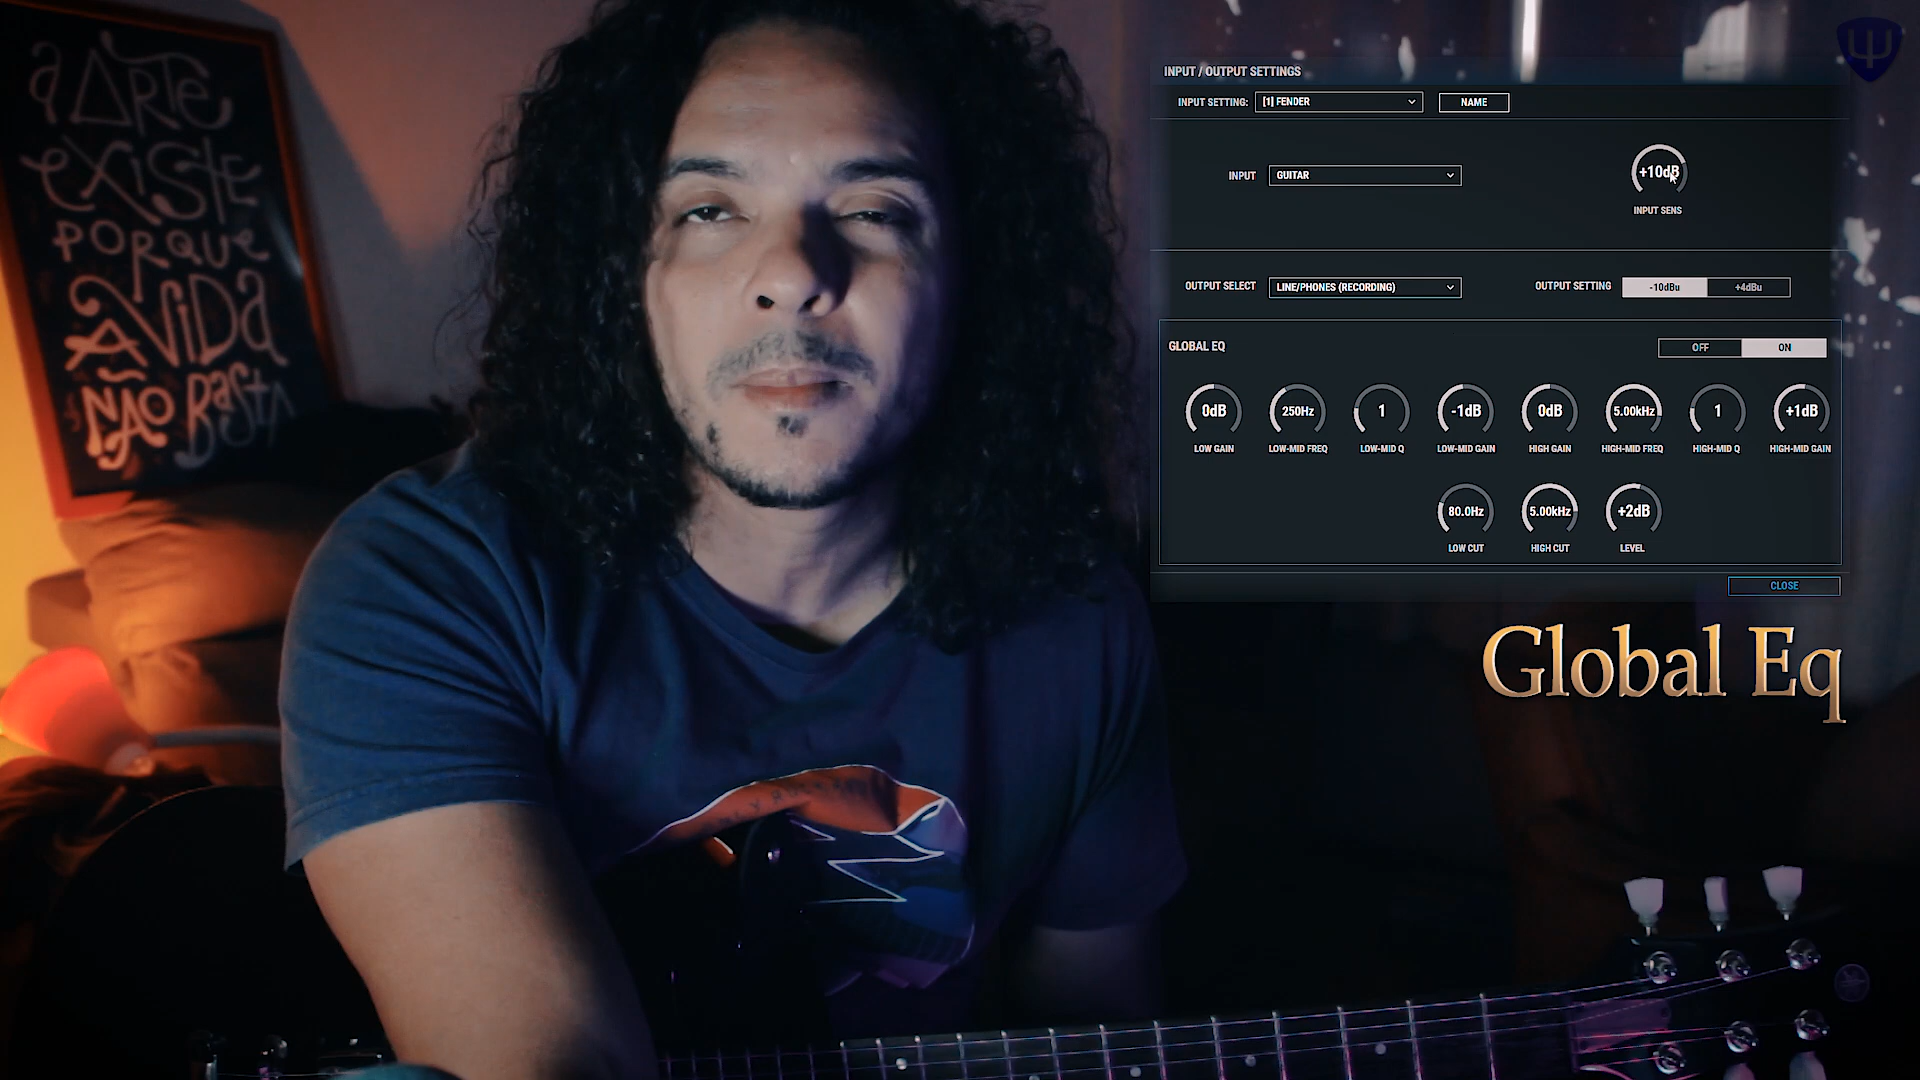 a ARTE
EXiSTE
PORQUE
A ViDa
NÃO BaSTA
INPUT / OUTPUT SETTINGS
INPUT SETTING: [1] FENDER NAME
INPUT GUITAR +10dB
INPUT SENS
OUTPUT SELECT LINE/PHONES (RECORDING) OUTPUT SETTING -10dBu +4dBu
GLOBAL EQ OFF ON
0dB 250Hz 1 -1dB 0dB 5.00kHz 1 +1dB
LOW GAIN LOW-MID FREQ LOW-MID Q LOW-MID GAIN HIGH GAIN HIGH-MID FREQ HIGH-MID Q HIGH-MID GAIN
80.0Hz 5.00kHz +2dB
LOW CUT HIGH CUT LEVEL
CLOSE
Global Eq